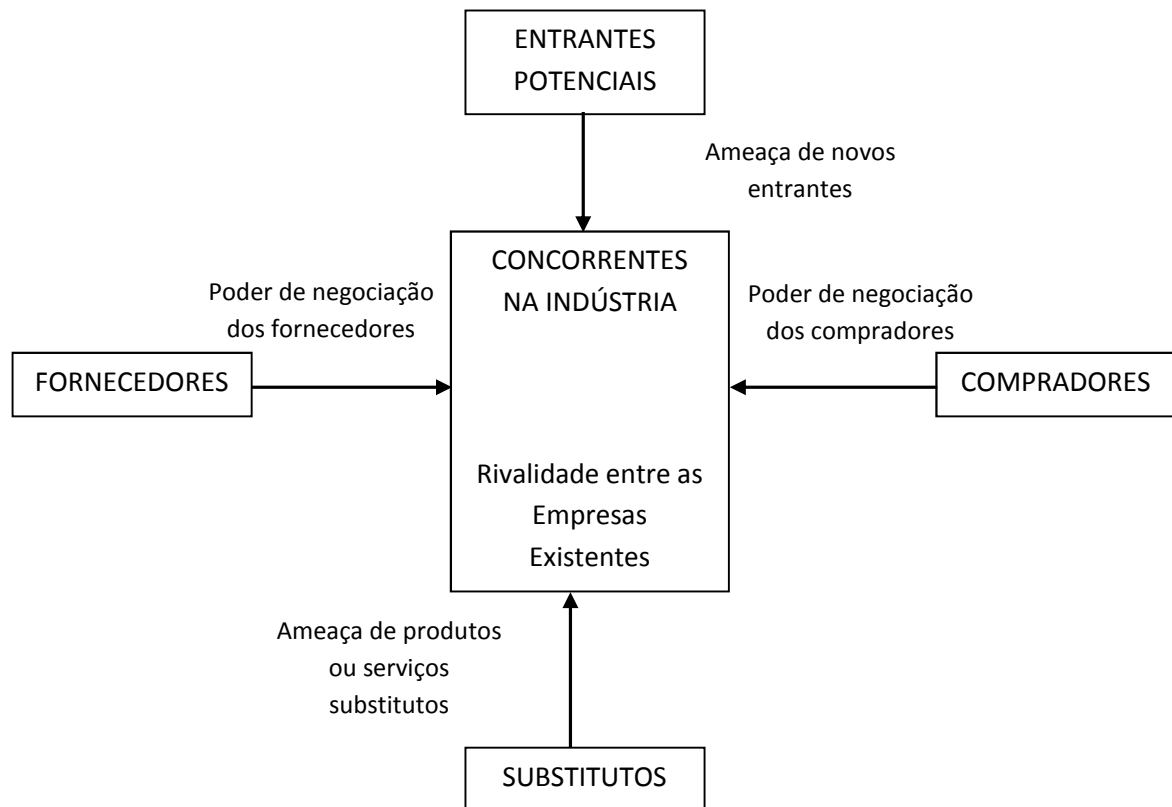 ENTRANTES
POTENCIAIS
Ameaça de novos
entrantes
CONCORRENTES
NA INDÚSTRIA
Poder de negociação
dos fornecedores
Poder de negociação
dos compradores
FORNECEDORES
COMPRADORES
Rivalidade entre as
Empresas
Existentes
Ameaça de produtos
ou serviços
substitutos
SUBSTITUTOS